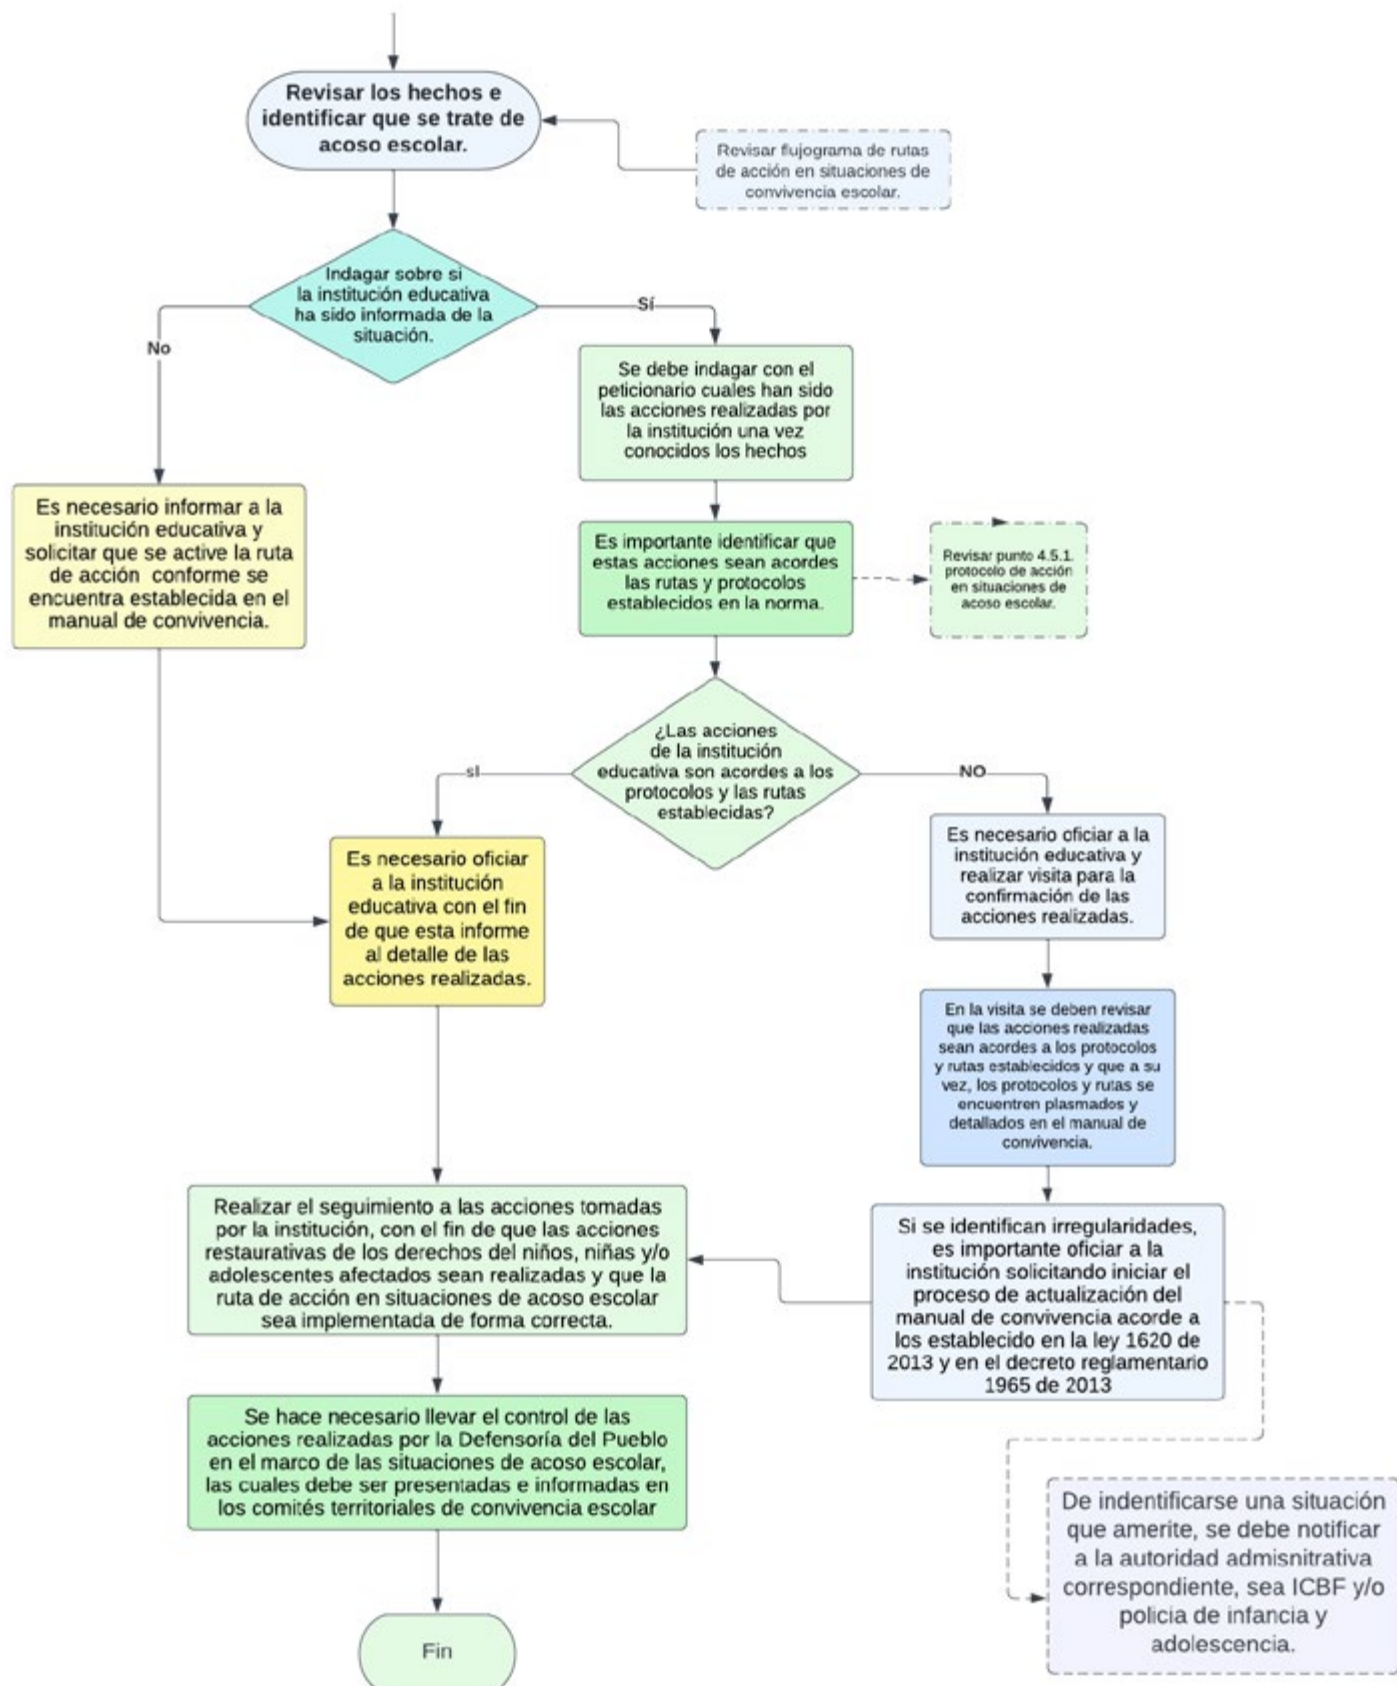 Revisar los hechos e
identificar que se trate de
acoso escolar.
Revisar flujograma de rutas
de acción en situaciones de
convivencia escolar.
Indagar sobre si
la institución educativa
ha sido informada de la
situación.
Sí
No
Se debe indagar con el
peticionario cuales han sido
las acciones realizadas por
la institución una vez
conocidos los hechos
Es necesario informar a la
institución educativa y
solicitar que se active la ruta
de acción conforme se
encuentra establecida en el
manual de convivencia.
Es importante identificar que
estas acciones sean acordes
las rutas y protocolos
establecidos en la norma.
Revisar punto 4.5.1.
protocolo de acción
en situaciones de
acoso escolar.
¿Las acciones
de la institución
educativa son acordes a los
protocolos y las rutas
establecidas?
sI
NO
Es necesario oficiar
a la institución
educativa con el fin
de que esta informe
al detalle de las
acciones realizadas.
Es necesario oficiar a la
institución educativa y
realizar visita para la
confirmación de las
acciones realizadas.
En la visita se deben revisar
que las acciones realizadas
sean acordes a los protocolos
y rutas establecidos y que a su
vez, los protocolos y rutas se
encuentren plasmados y
detallados en el manual de
convivencia.
Realizar el seguimiento a las acciones tomadas
por la institución, con el fin de que las acciones
restaurativas de los derechos del niños, niñas y/o
adolescentes afectados sean realizadas y que la
ruta de acción en situaciones de acoso escolar
sea implementada de forma correcta.
Si se identifican irregularidades,
es importante oficiar a la
institución solicitando iniciar el
proceso de actualización del
manual de convivencia acorde a
los establecido en la ley 1620 de
2013 y en el decreto reglamentario
1965 de 2013
Se hace necesario llevar el control de las
acciones realizadas por la Defensoría del Pueblo
en el marco de las situaciones de acoso escolar,
las cuales debe ser presentadas e informadas en
los comités territoriales de convivencia escolar
De indentificarse una situación
que amerite, se debe notificar
a la autoridad admisnitrativa
correspondiente, sea ICBF y/o
policia de infancia y
adolescencia.
Fin